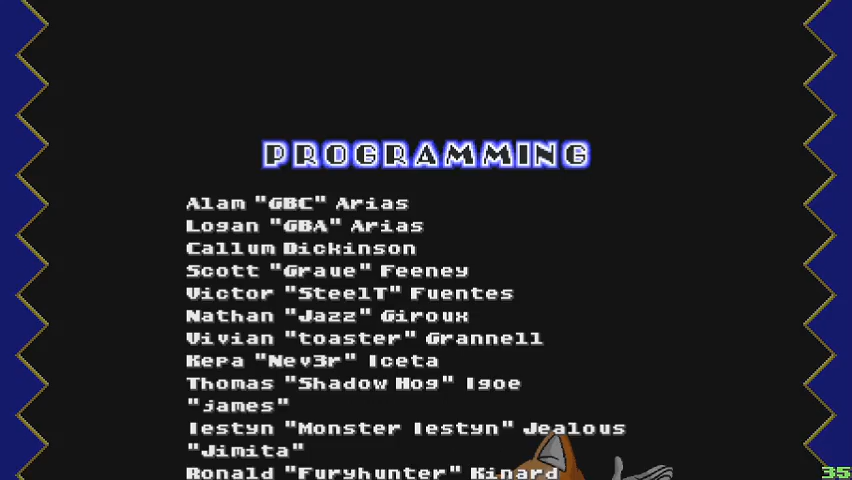 PROGRAMMING
Alam "GBC" Arias
Logan "GBA" Arias
Callum Dickinson
Scott "Graue" Feeney
Victor "SteelT" Fuentes
Nathan "Jazz" Giroux
Vivian "toaster" Grannell
Kepa "Nev3r" Iceta
Thomas "Shadow Hog" Igoe
"james"
Iestyn "Monster Iestyn" Jealous
"Jimita"
Ronald "Furyhunter" Kinard
35